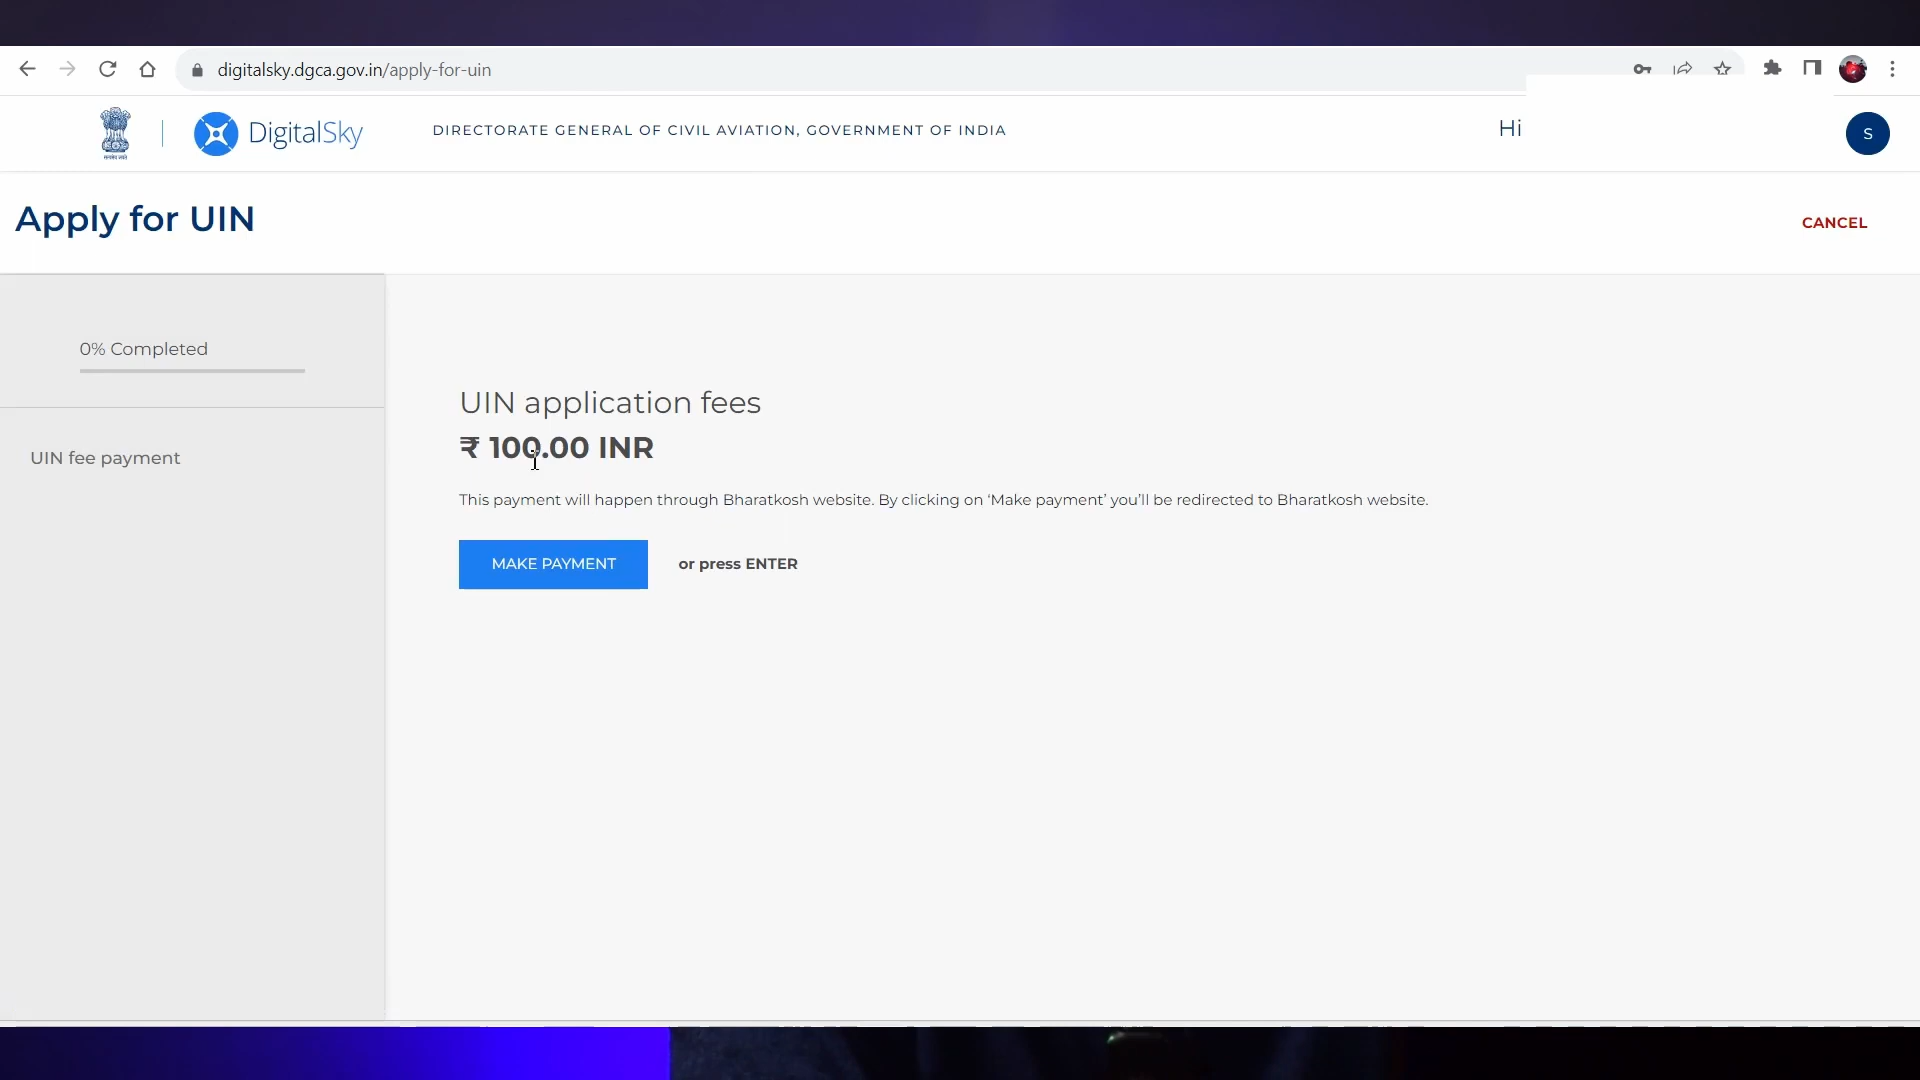 digitalsky.dgca.gov.in/apply-for-uin
DigitalSky
DIRECTORATE GENERAL OF CIVIL AVIATION, GOVERNMENT OF INDIA
Hi
S
Apply for UIN
CANCEL
0% Completed
UIN fee payment
UIN application fees
₹ 100.00 INR
This payment will happen through Bharatkosh website. By clicking on ‘Make payment’ you’ll be redirected to Bharatkosh website.
MAKE PAYMENT
or press ENTER